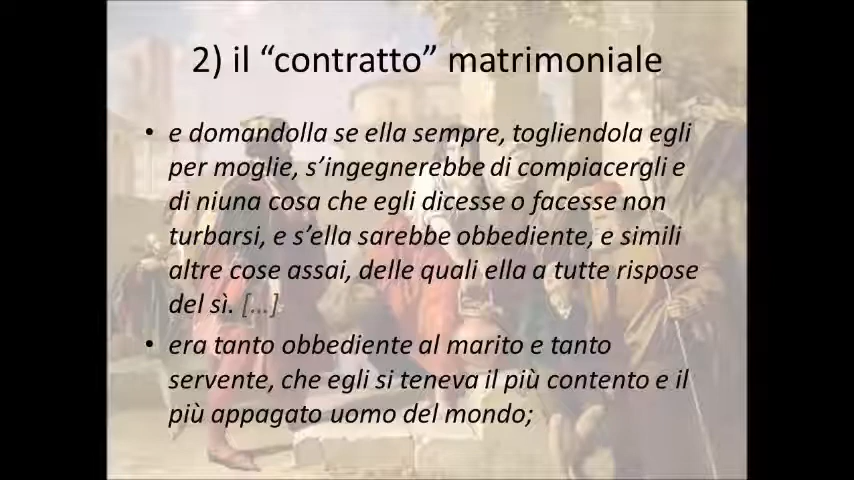 2) il “contratto” matrimoniale
• e domandolla se ella sempre, togliendola egli
per moglie, s’ingegnerebbe di compiacergli e
di niuna cosa che egli dicesse o facesse non
turbarsi, e s’ella sarebbe obbediente, e simili
altre cose assai, delle quali ella a tutte rispose
del sì. [...]
• era tanto obbediente al marito e tanto
servente, che egli si teneva il più contento e il
più appagato uomo del mondo;